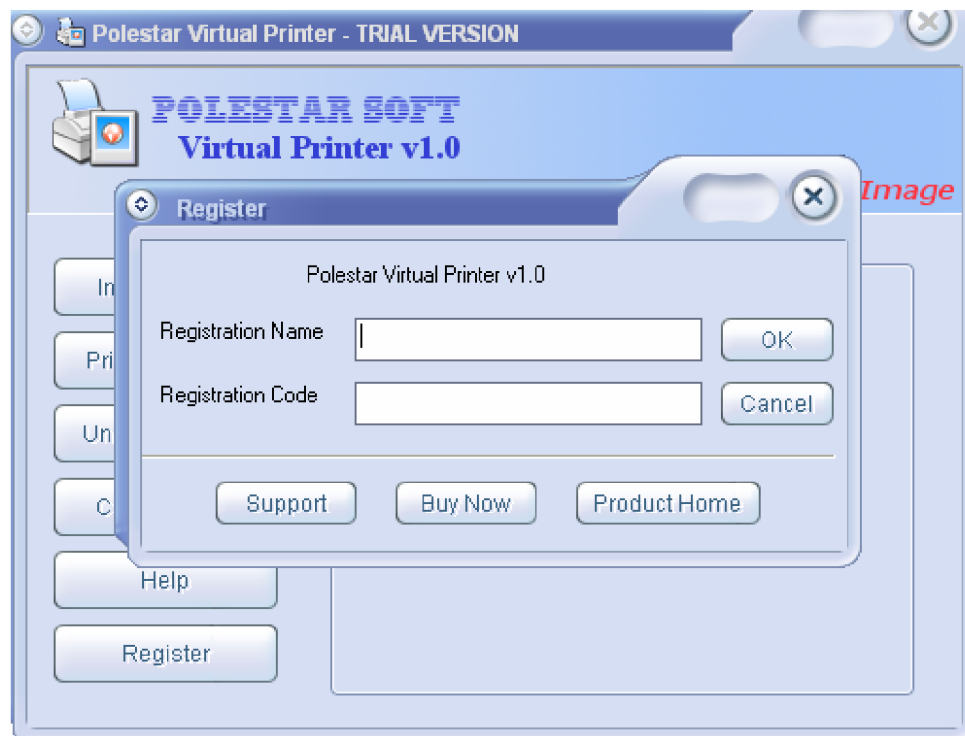 Polestar Virtual Printer - TRIAL VERSION
POLESTAR SOFT
Virtual Printer v1.0
Image
Register
Polestar Virtual Printer v1.0
Registration Name
OK
Registration Code
Cancel
Support
Buy Now
Product Home
Help
Register